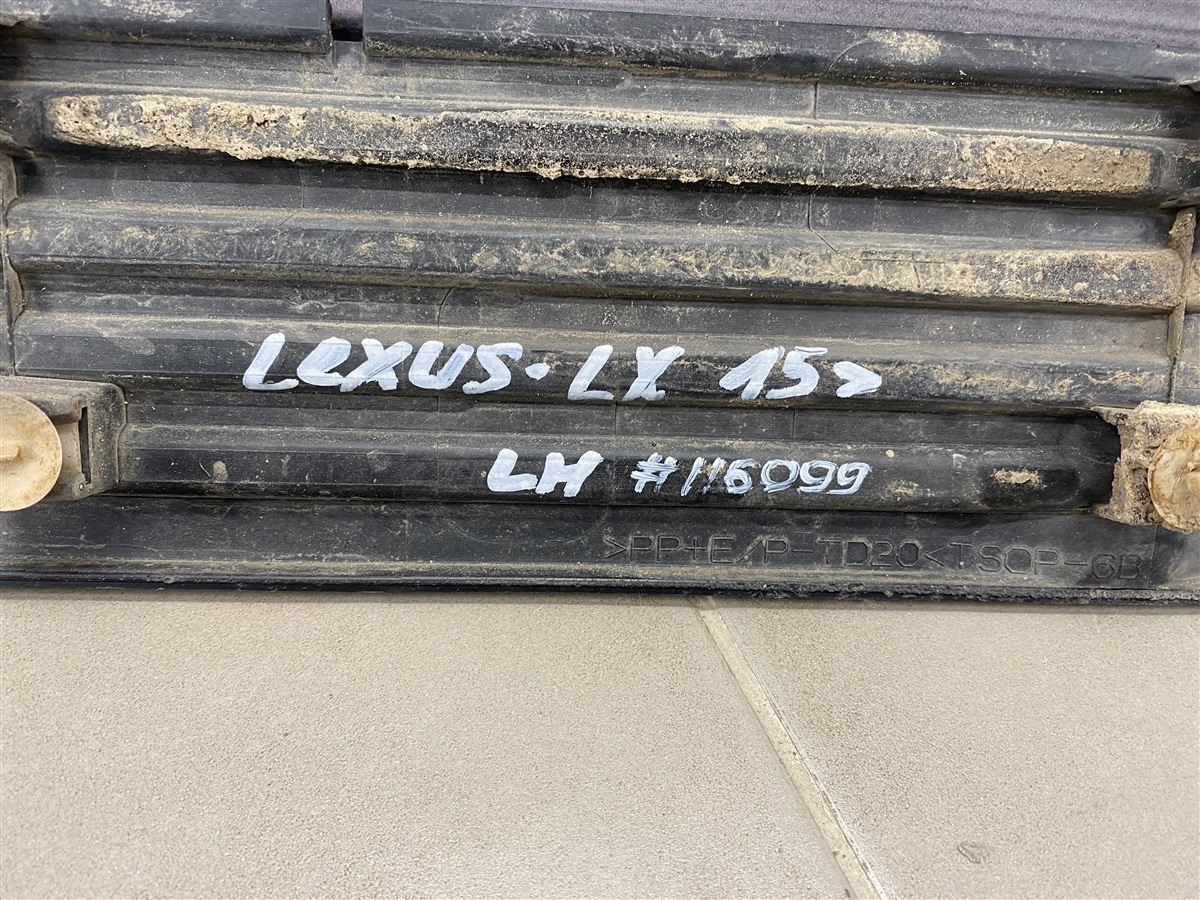 LeXUS·LX 15>
LH #116099
>PP+E/P-TD20<TSOP-6B